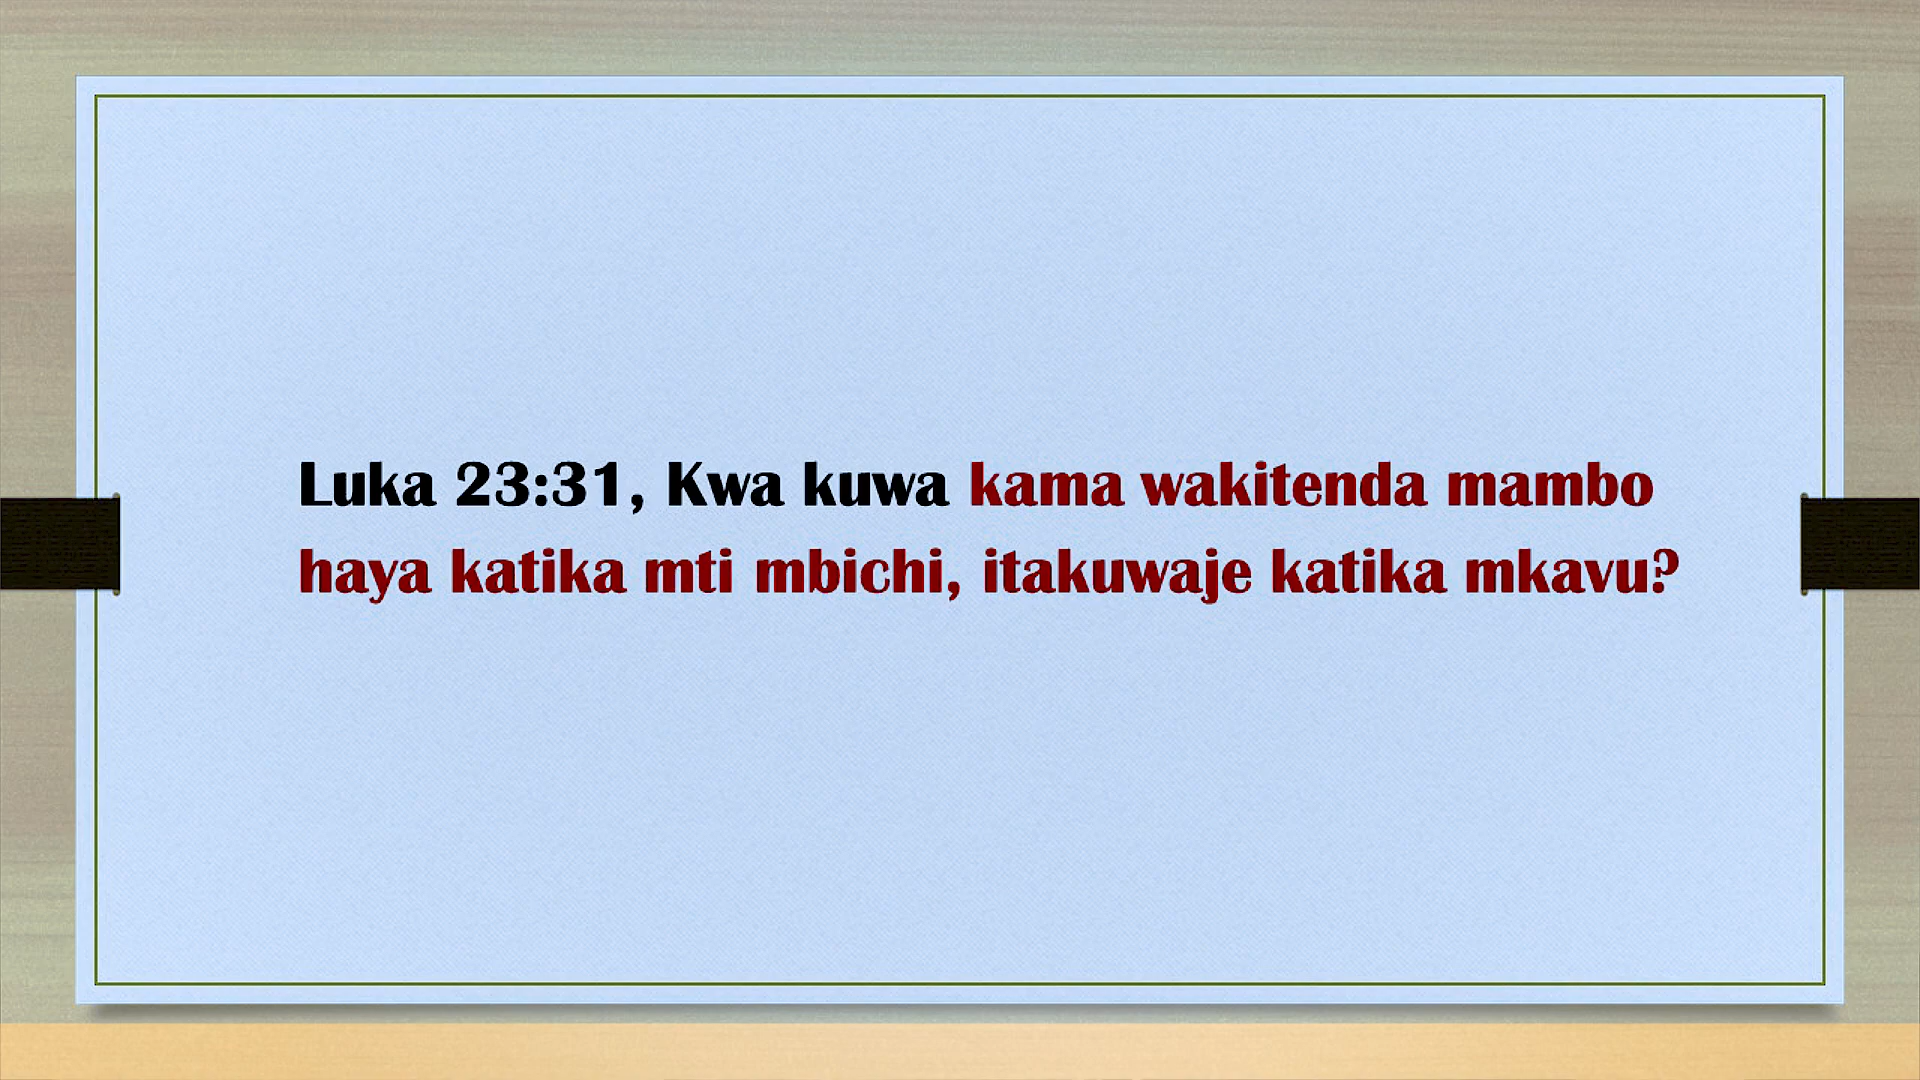 Luka 23:31, Kwa kuwa kama wakitenda mambo
haya katika mti mbichi, itakuwaje katika mkavu?